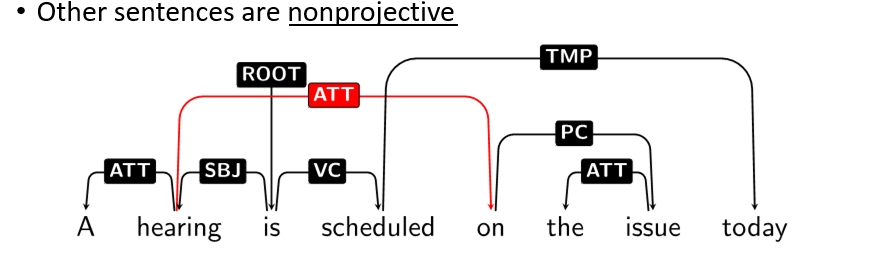 • Other sentences are nonprojective
TMP
ROOT
ATT
PC
ATT SBJ VC ATT
A hearing is scheduled on the issue today